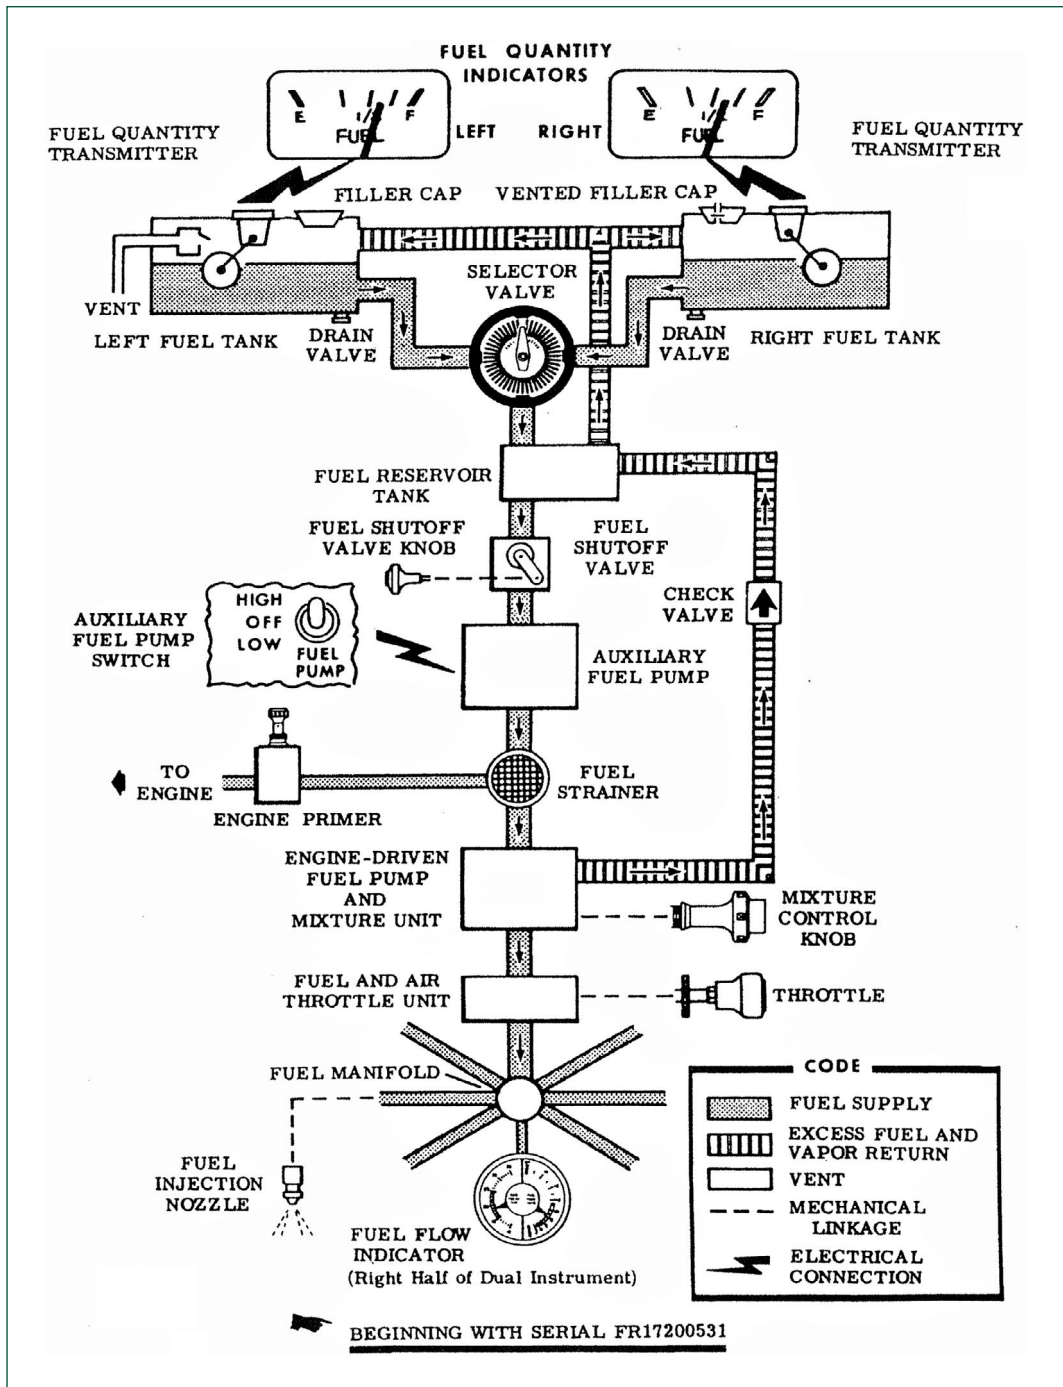 FUEL QUANTITY
INDICATORS
E
F
FUEL
LEFT
RIGHT
E
F
FUEL
FUEL QUANTITY
TRANSMITTER
FUEL QUANTITY
TRANSMITTER
FILLER CAP
VENTED FILLER CAP
SELECTOR
VALVE
VENT
LEFT FUEL TANK
DRAIN
VALVE
DRAIN
VALVE
RIGHT FUEL TANK
FUEL RESERVOIR
TANK
FUEL SHUTOFF
VALVE KNOB
FUEL
SHUTOFF
VALVE
AUXILIARY
FUEL PUMP
SWITCH
HIGH
OFF
LOW
FUEL
PUMP
AUXILIARY
FUEL PUMP
CHECK
VALVE
TO
ENGINE
ENGINE PRIMER
FUEL
STRAINER
ENGINE-DRIVEN
FUEL PUMP
AND
MIXTURE UNIT
MIXTURE
CONTROL
KNOB
FUEL AND AIR
THROTTLE UNIT
THROTTLE
FUEL MANIFOLD
FUEL
INJECTION
NOZZLE
FUEL FLOW
INDICATOR
(Right Half of Dual Instrument)
CODE
FUEL SUPPLY
EXCESS FUEL AND
VAPOR RETURN
VENT
MECHANICAL
LINKAGE
ELECTRICAL
CONNECTION
BEGINNING WITH SERIAL FR17200531